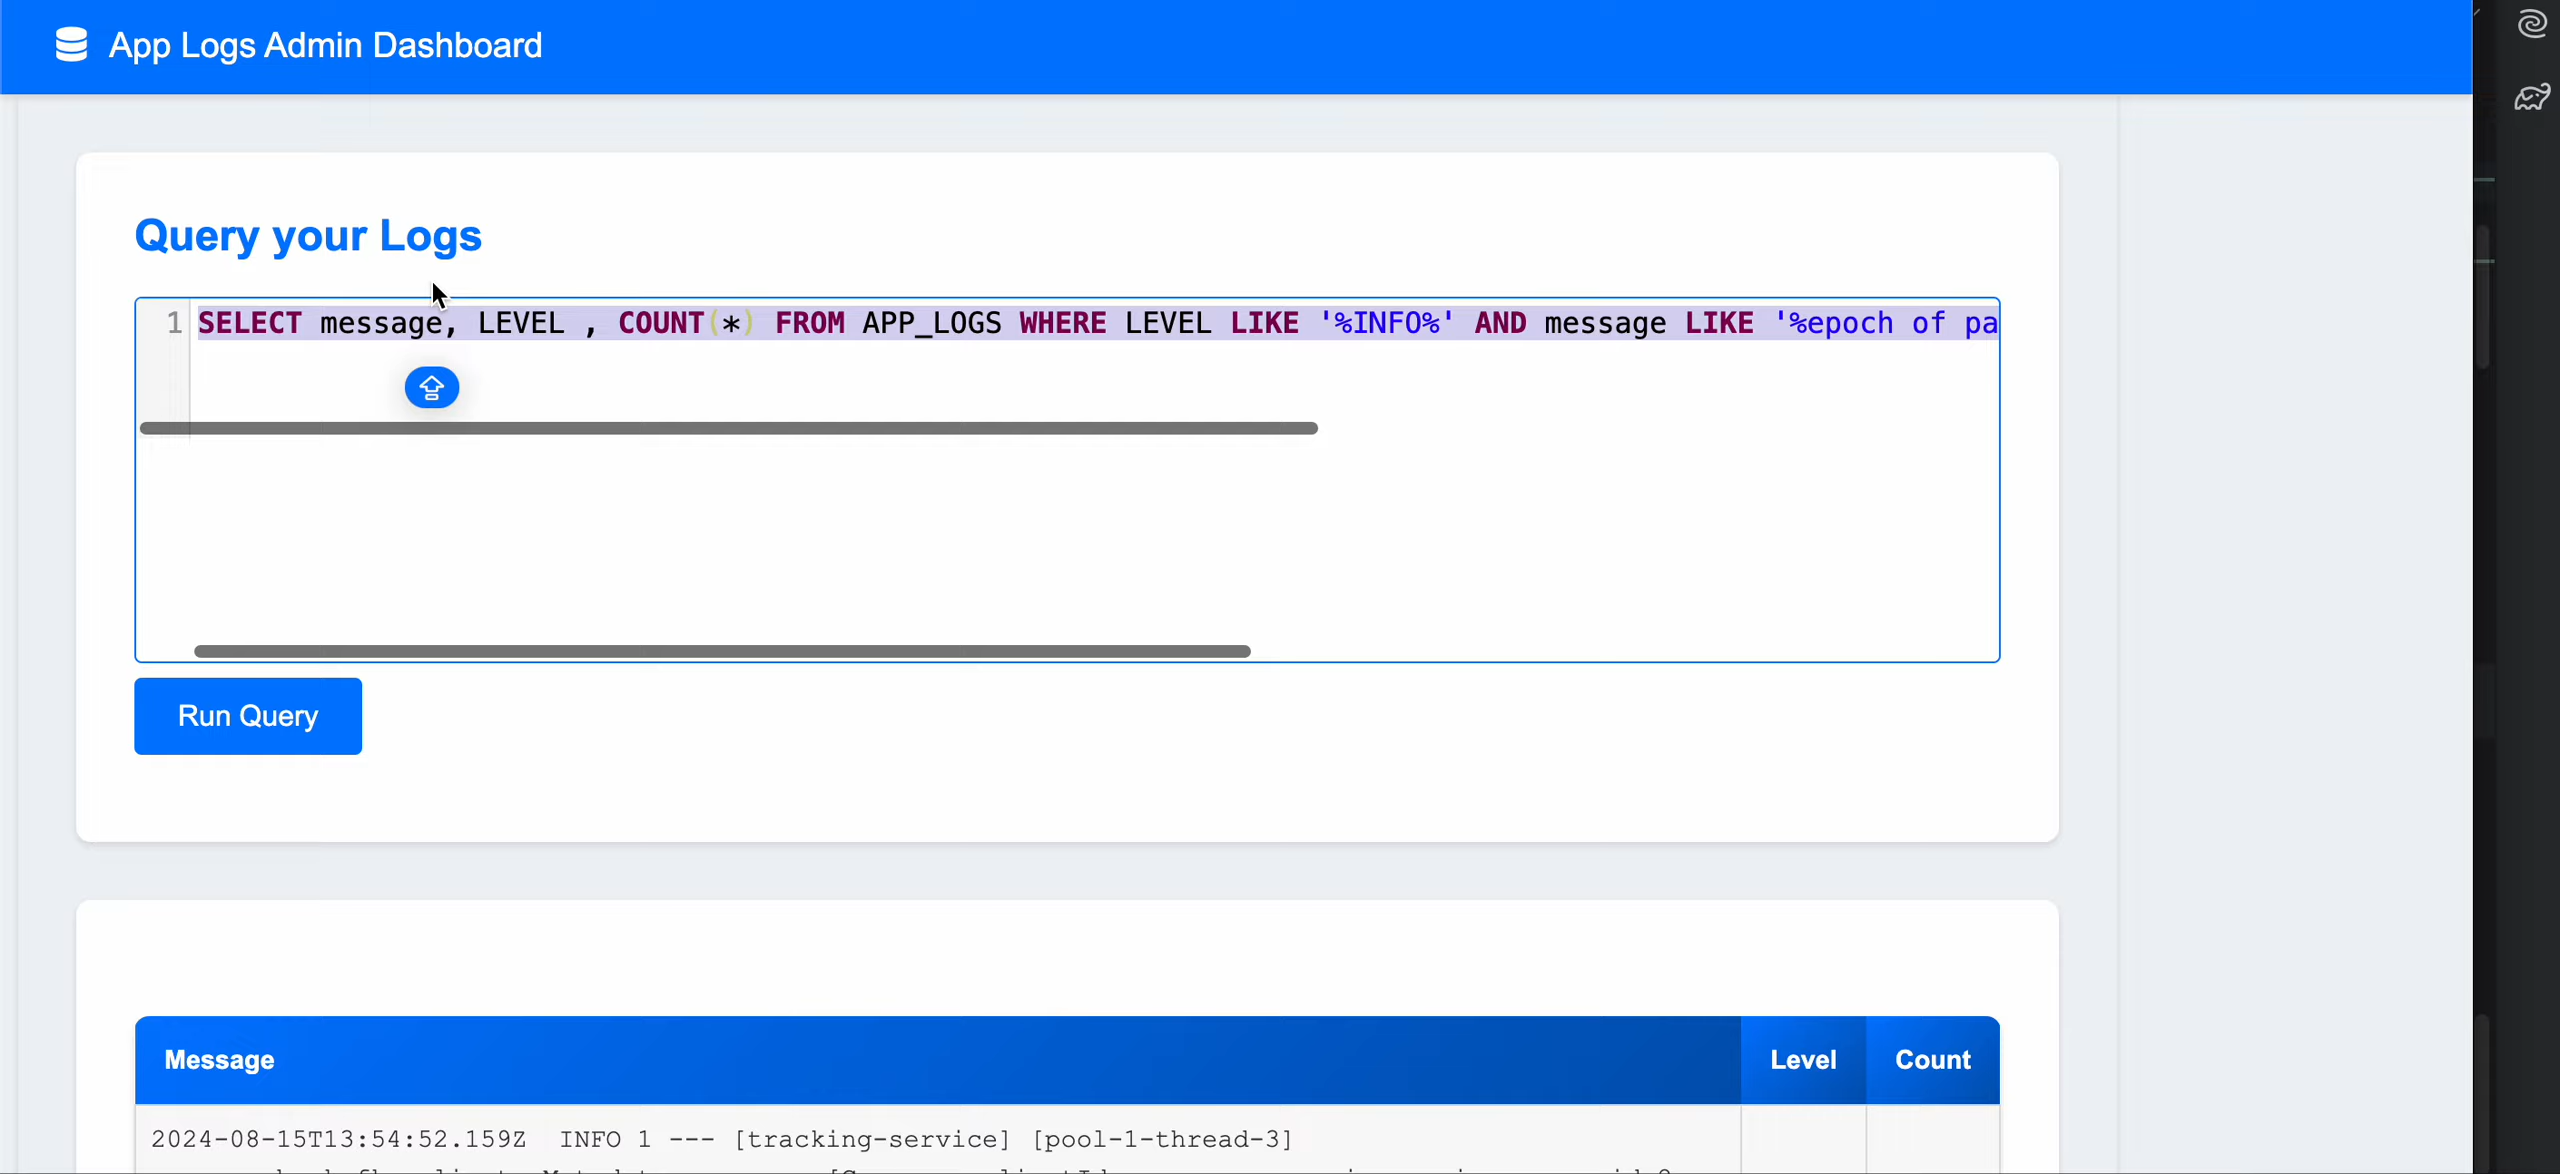 App Logs Admin Dashboard
Query your Logs
1 SELECT message, LEVEL , COUNT(*) FROM APP_LOGS WHERE LEVEL LIKE '%INFO%' AND message LIKE '%epoch of pa
Run Query
Message Level Count
2024-08-15T13:54:52.159Z  INFO 1 --- [tracking-service] [pool-1-thread-3]